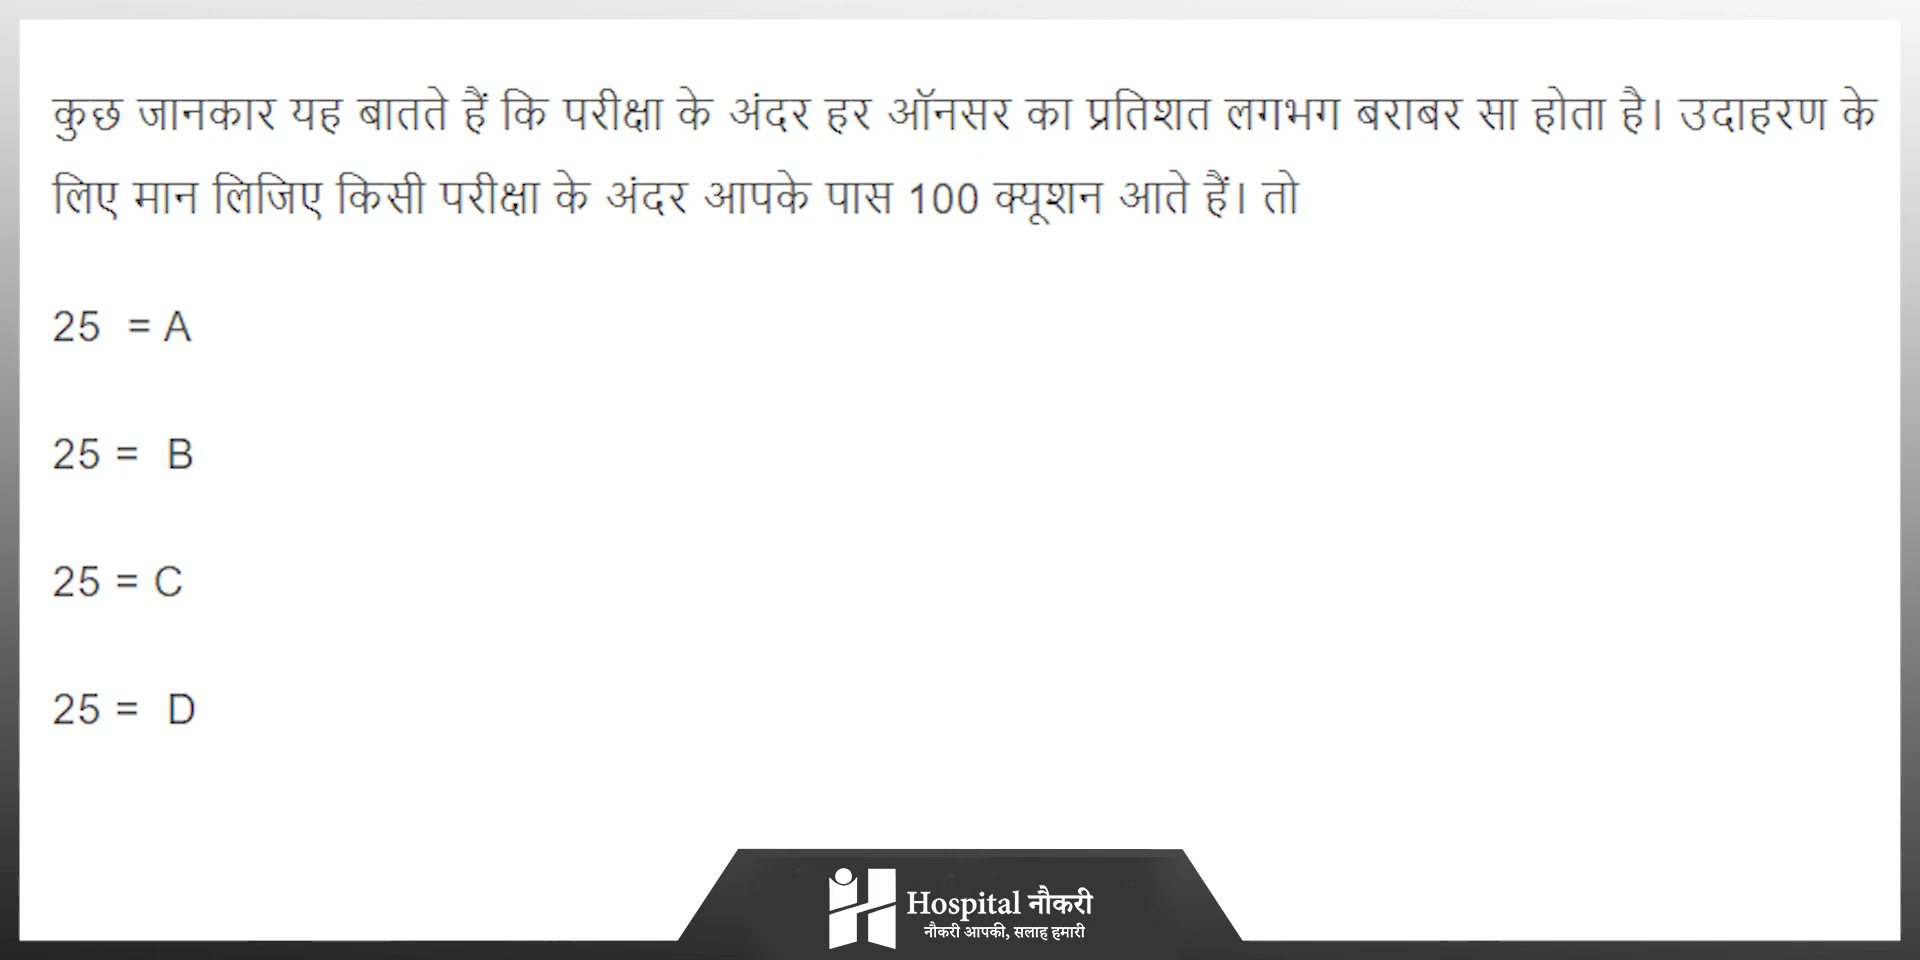 कुछ जानकार यह बातते हैं कि परीक्षा के अंदर हर ऑनसर का प्रतिशत लगभग बराबर सा होता है। उदाहरण के
लिए मान लिजिए किसी परीक्षा के अंदर आपके पास 100 क्यूशन आते हैं। तो
25 = A
25 = B
25 = C
25 = D
Hospital नौकरी
नौकरी आपकी, सलाह हमारी